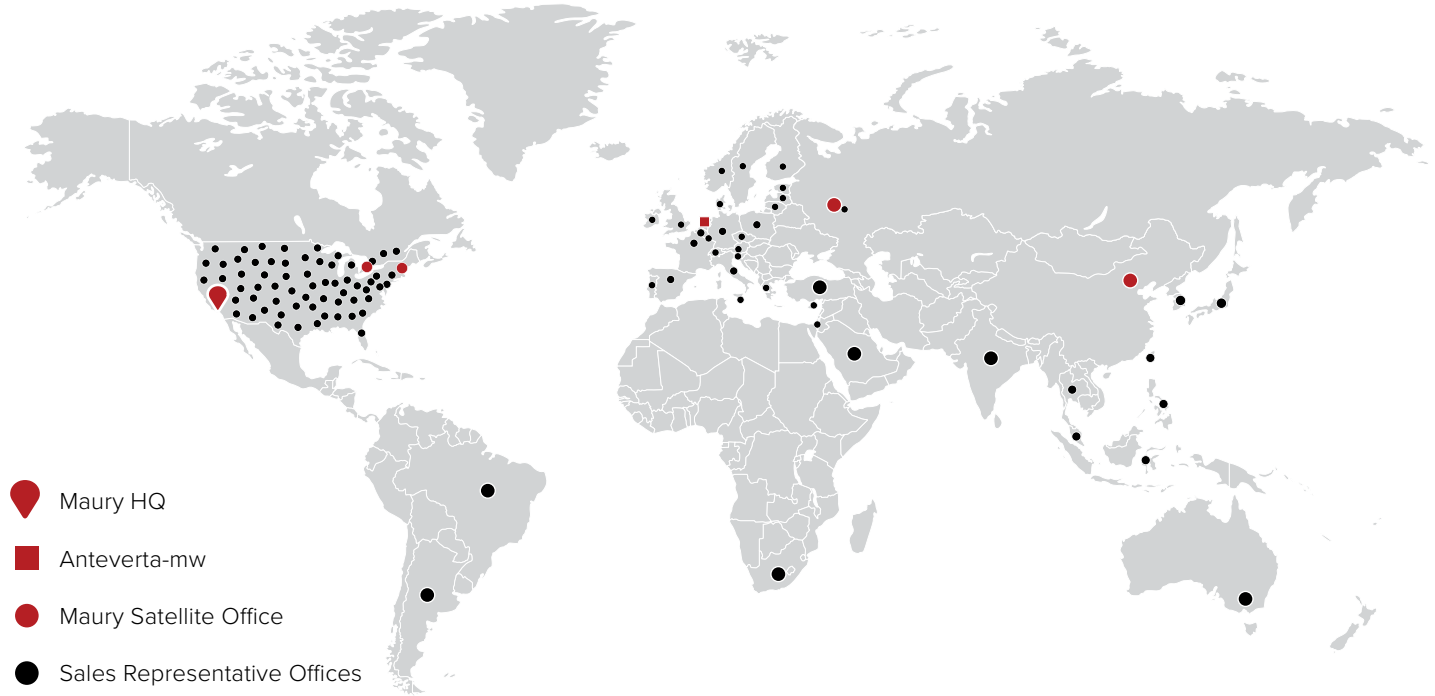 Maury HQ
Anteverta-mw
Maury Satellite Office
Sales Representative Offices